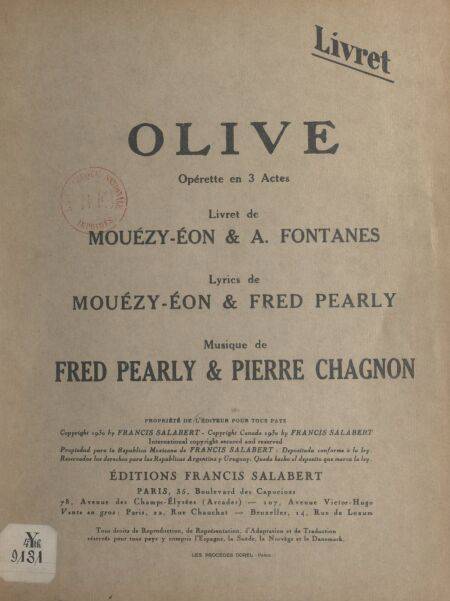 Livret
OLIVE
Opérette en 3 Actes
Livret de
MOUÉZY-ÉON & A. FONTANES
Lyrics de
MOUÉZY-ÉON & FRED PEARLY
Musique de
FRED PEARLY & PIERRE CHAGNON
PROPRIÉTÉ DE L'ÉDITEUR POUR TOUS PAYS
Copyright 1930 by FRANCIS SALABERT - Copyright Canada 1930 by FRANCIS SALABERT
International copyright secured and reserved
Propiedad para la Republica Mexicana de FRANCIS SALABERT : Depositada conforme a la ley.
Reservados los derechos para las Republicas Argentina y Uruguay. Queda hecho el deposito que marca la ley.
ÉDITIONS FRANCIS SALABERT
PARIS, 35, Boulevard des Capucines
78, Avenue des Champs-Élysées (Arcades) — 107, Avenue Victor-Hugo
Vente en gros : Paris, 22, Rue Chauchat — Bruxelles, 14, Rue de Loxum
Tous droits de Reproduction, de Représentation, d'Adaptation et de Traduction
réservés pour tous pays y compris l'Espagne, la Suède, la Norvège et le Danemark.
LES PROCÉDÉS DOREL - Paris
Y
9131